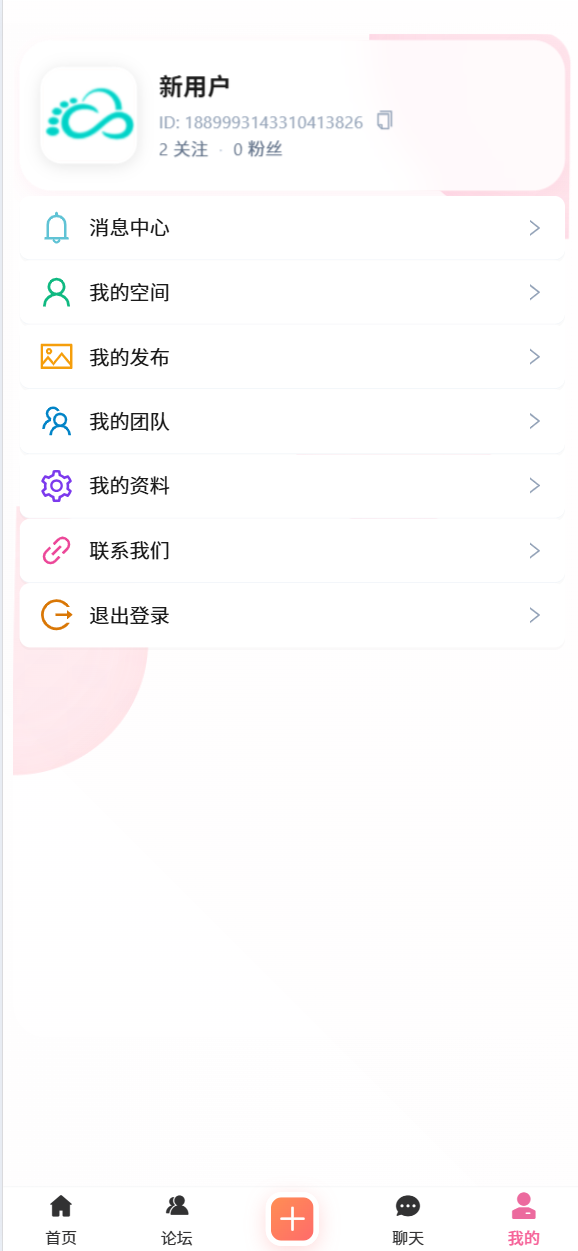 新用户
ID: 1889993143310413826
2 关注 · 0 粉丝
消息中心
我的空间
我的发布
我的团队
我的资料
联系我们
退出登录
首页 论坛 聊天 我的